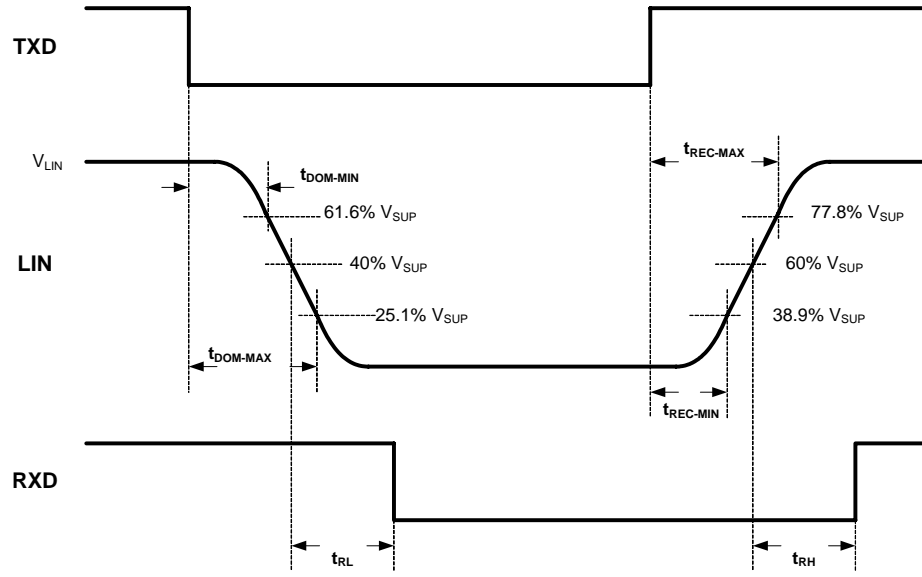 TXD
V_LIN
t_DOM-MIN
t_REC-MAX
61.6% V_SUP
77.8% V_SUP
LIN
40% V_SUP
60% V_SUP
25.1% V_SUP
38.9% V_SUP
t_DOM-MAX
t_REC-MIN
RXD
t_RL
t_RH